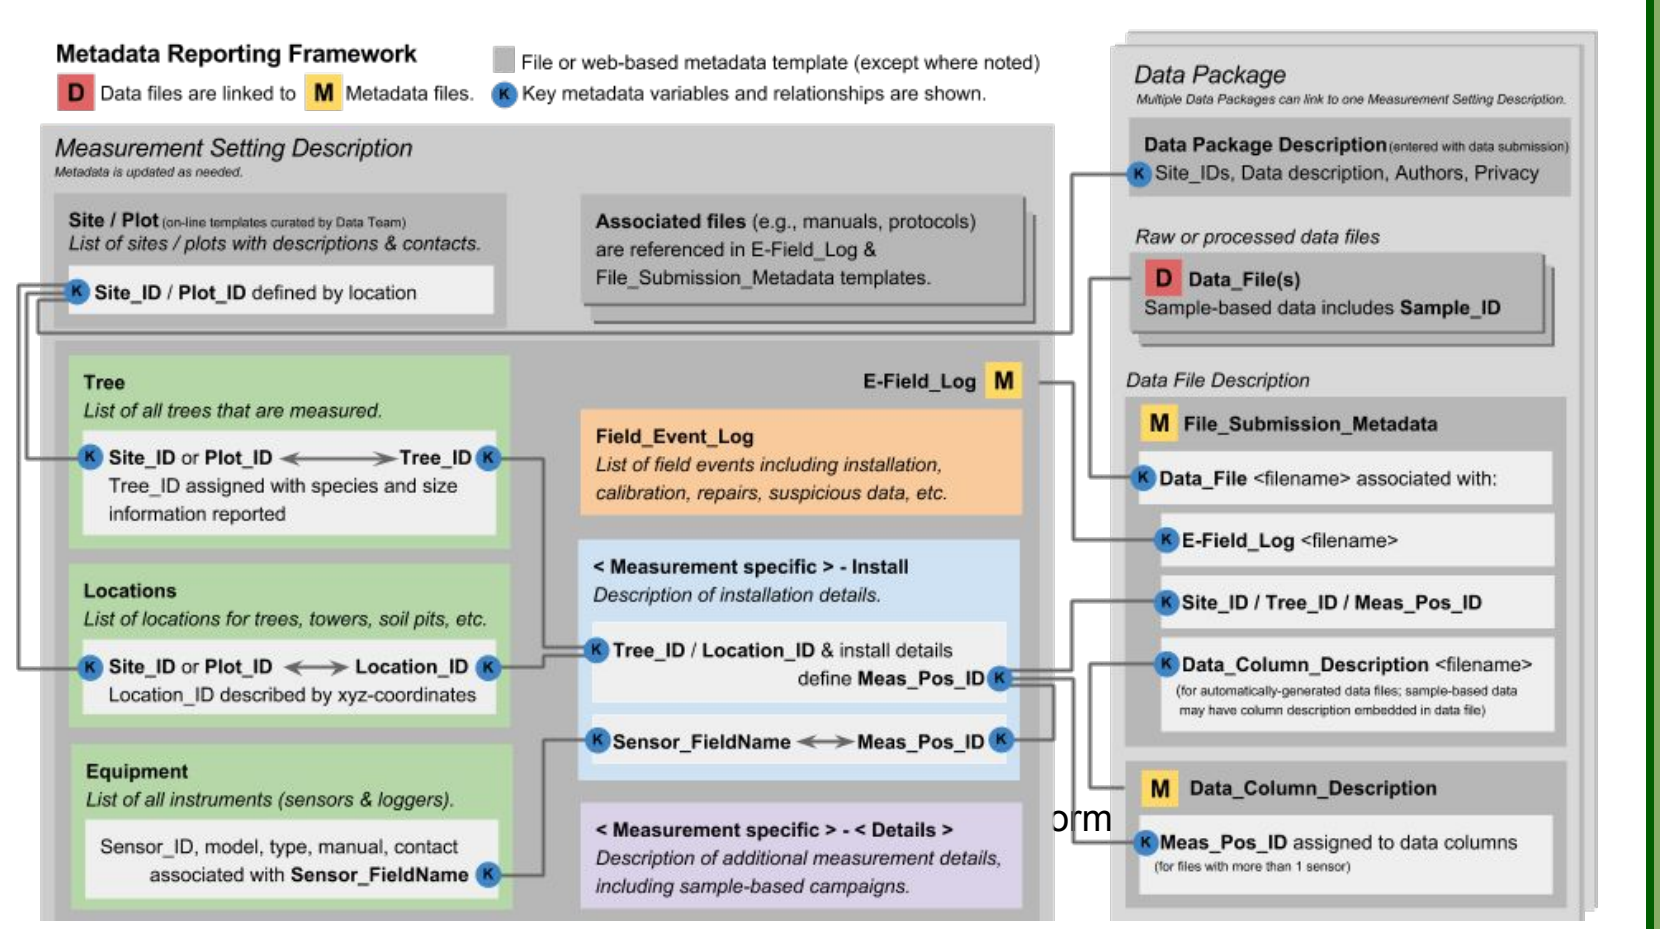 Metadata Reporting Framework
File or web-based metadata template (except where noted)
D Data files are linked to M Metadata files.
K Key metadata variables and relationships are shown.
Measurement Setting Description
Metadata is updated as needed.
Site / Plot (on-line templates curated by Data Team)
List of sites / plots with descriptions & contacts.
K Site_ID / Plot_ID defined by location
Associated files (e.g., manuals, protocols)
are referenced in E-Field_Log &
File_Submission_Metadata templates.
Tree
List of all trees that are measured.
K Site_ID or Plot_ID Tree_ID K
Tree_ID assigned with species and size
information reported
Locations
List of locations for trees, towers, soil pits, etc.
K Site_ID or Plot_ID Location_ID K
Location_ID described by xyz-coordinates
Equipment
List of all instruments (sensors & loggers).
Sensor_ID, model, type, manual, contact
associated with Sensor_FieldName K
E-Field_Log M
Field_Event_Log
List of field events including installation,
calibration, repairs, suspicious data, etc.
< Measurement specific > - Install
Description of installation details.
K Tree_ID / Location_ID & install details
define Meas_Pos_ID K
K Sensor_FieldName Meas_Pos_ID K
< Measurement specific > - < Details >
Description of additional measurement details,
including sample-based campaigns.
orm
Data Package
Multiple Data Packages can link to one Measurement Setting Description.
Data Package Description (entered with data submission)
K Site_IDs, Data description, Authors, Privacy
Raw or processed data files
D Data_File(s)
Sample-based data includes Sample_ID
Data File Description
M File_Submission_Metadata
K Data_File <filename> associated with:
K E-Field_Log <filename>
K Site_ID / Tree_ID / Meas_Pos_ID
K Data_Column_Description <filename>
(for automatically-generated data files; sample-based data
may have column description embedded in data file)
M Data_Column_Description
K Meas_Pos_ID assigned to data columns
(for files with more than 1 sensor)